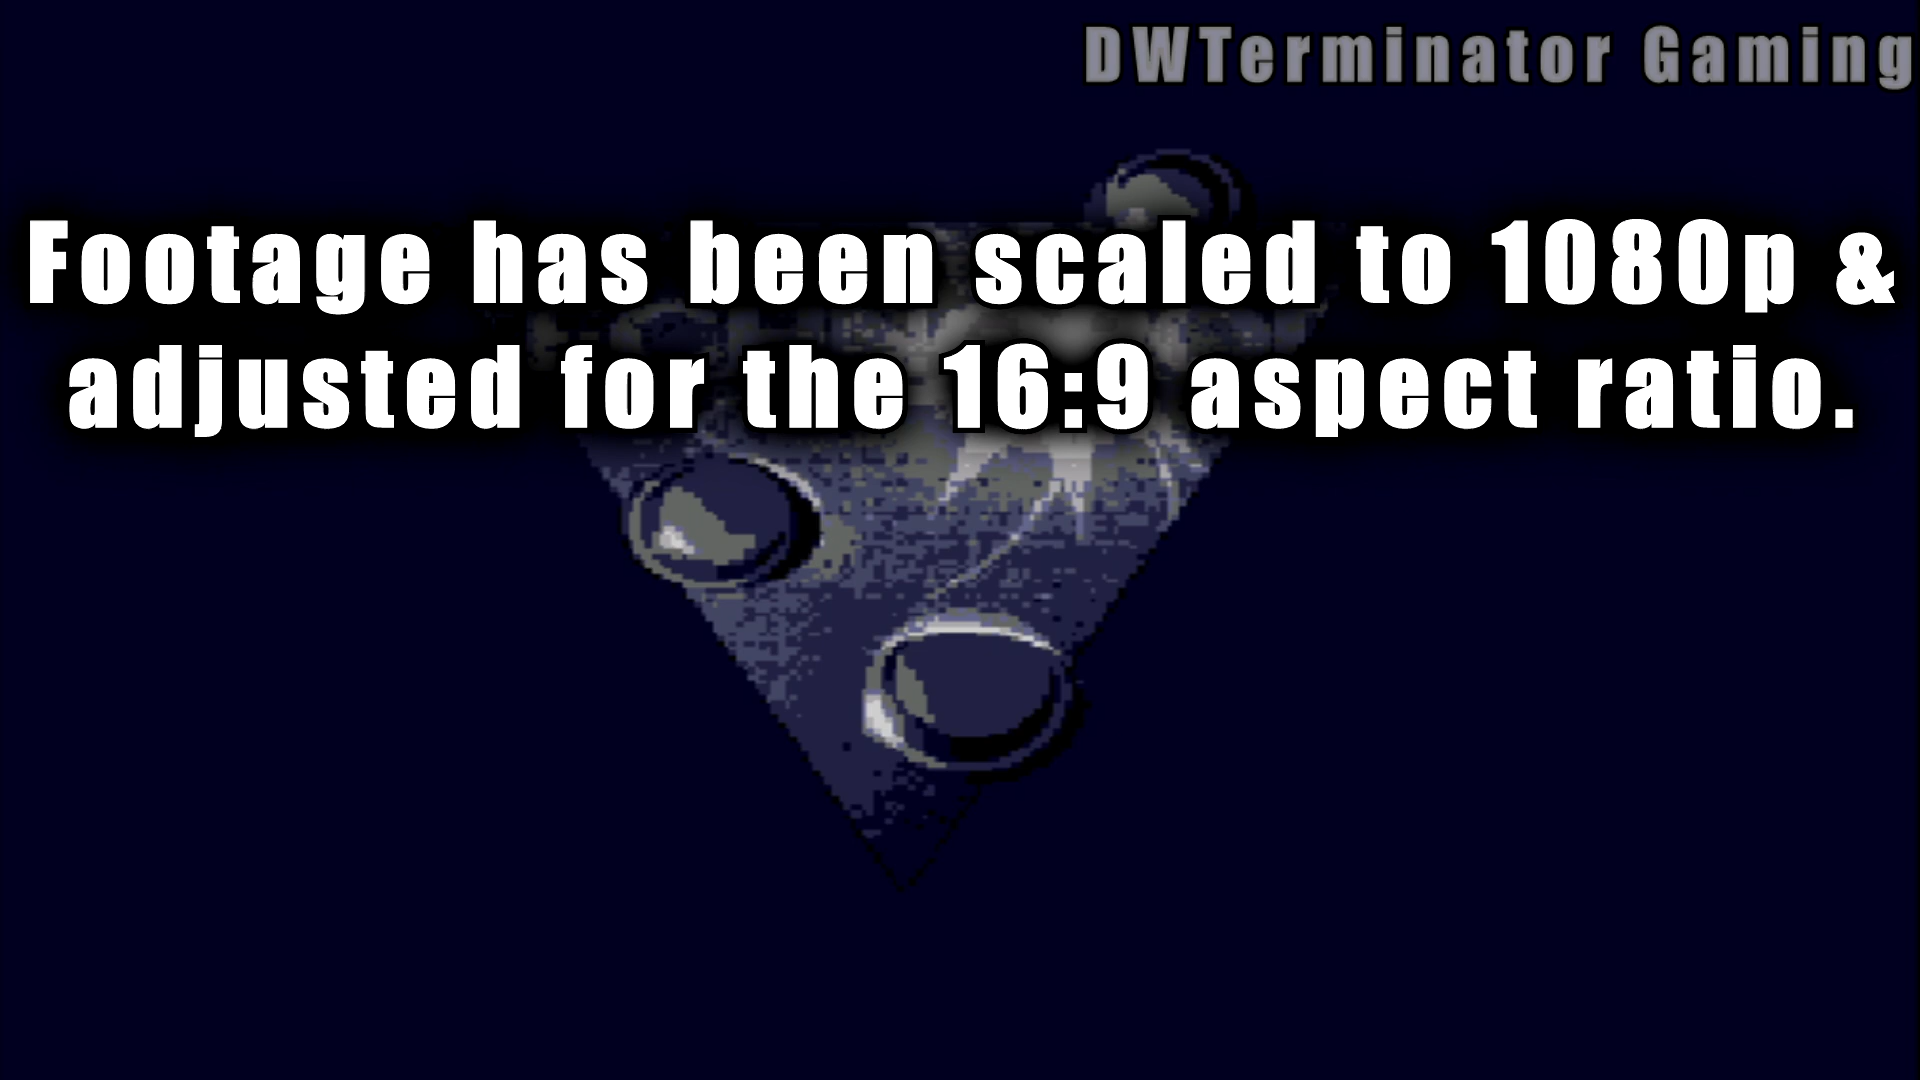 DWTerminator Gaming
Footage has been scaled to 1080p &
adjusted for the 16:9 aspect ratio.